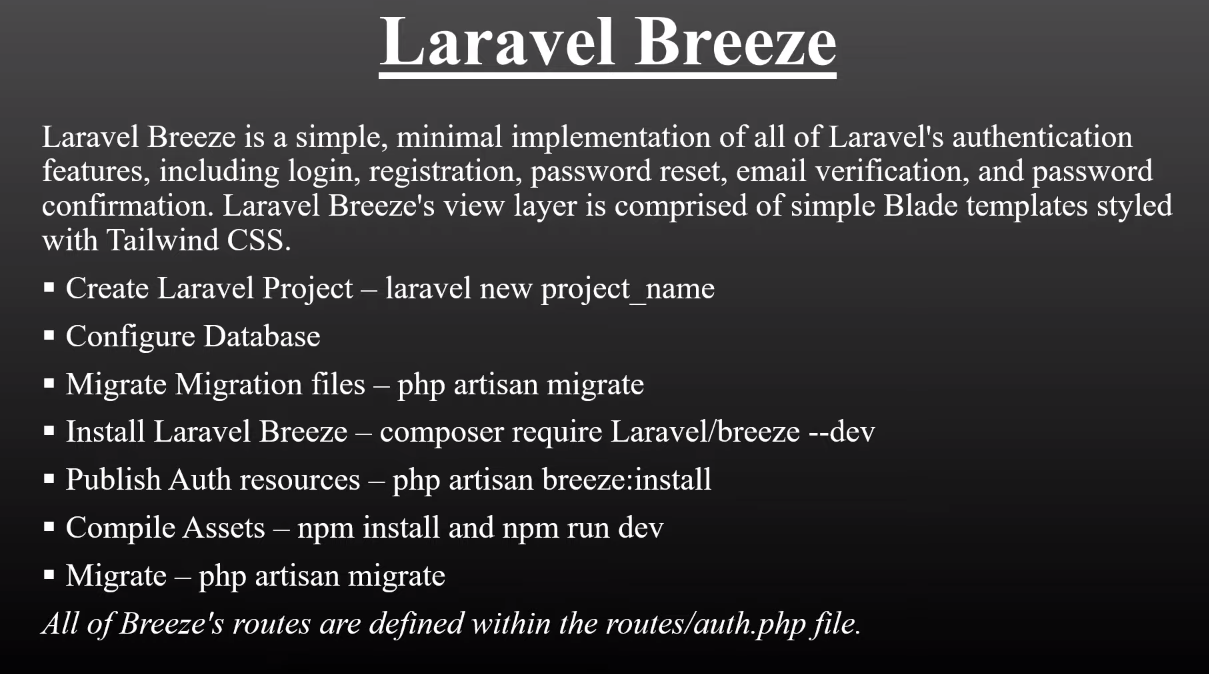 Laravel Breeze
Laravel Breeze is a simple, minimal implementation of all of Laravel's authentication
features, including login, registration, password reset, email verification, and password
confirmation. Laravel Breeze's view layer is comprised of simple Blade templates styled
with Tailwind CSS.
▪ Create Laravel Project – laravel new project_name
▪ Configure Database
▪ Migrate Migration files – php artisan migrate
▪ Install Laravel Breeze – composer require Laravel/breeze --dev
▪ Publish Auth resources – php artisan breeze:install
▪ Compile Assets – npm install and npm run dev
▪ Migrate – php artisan migrate
All of Breeze's routes are defined within the routes/auth.php file.